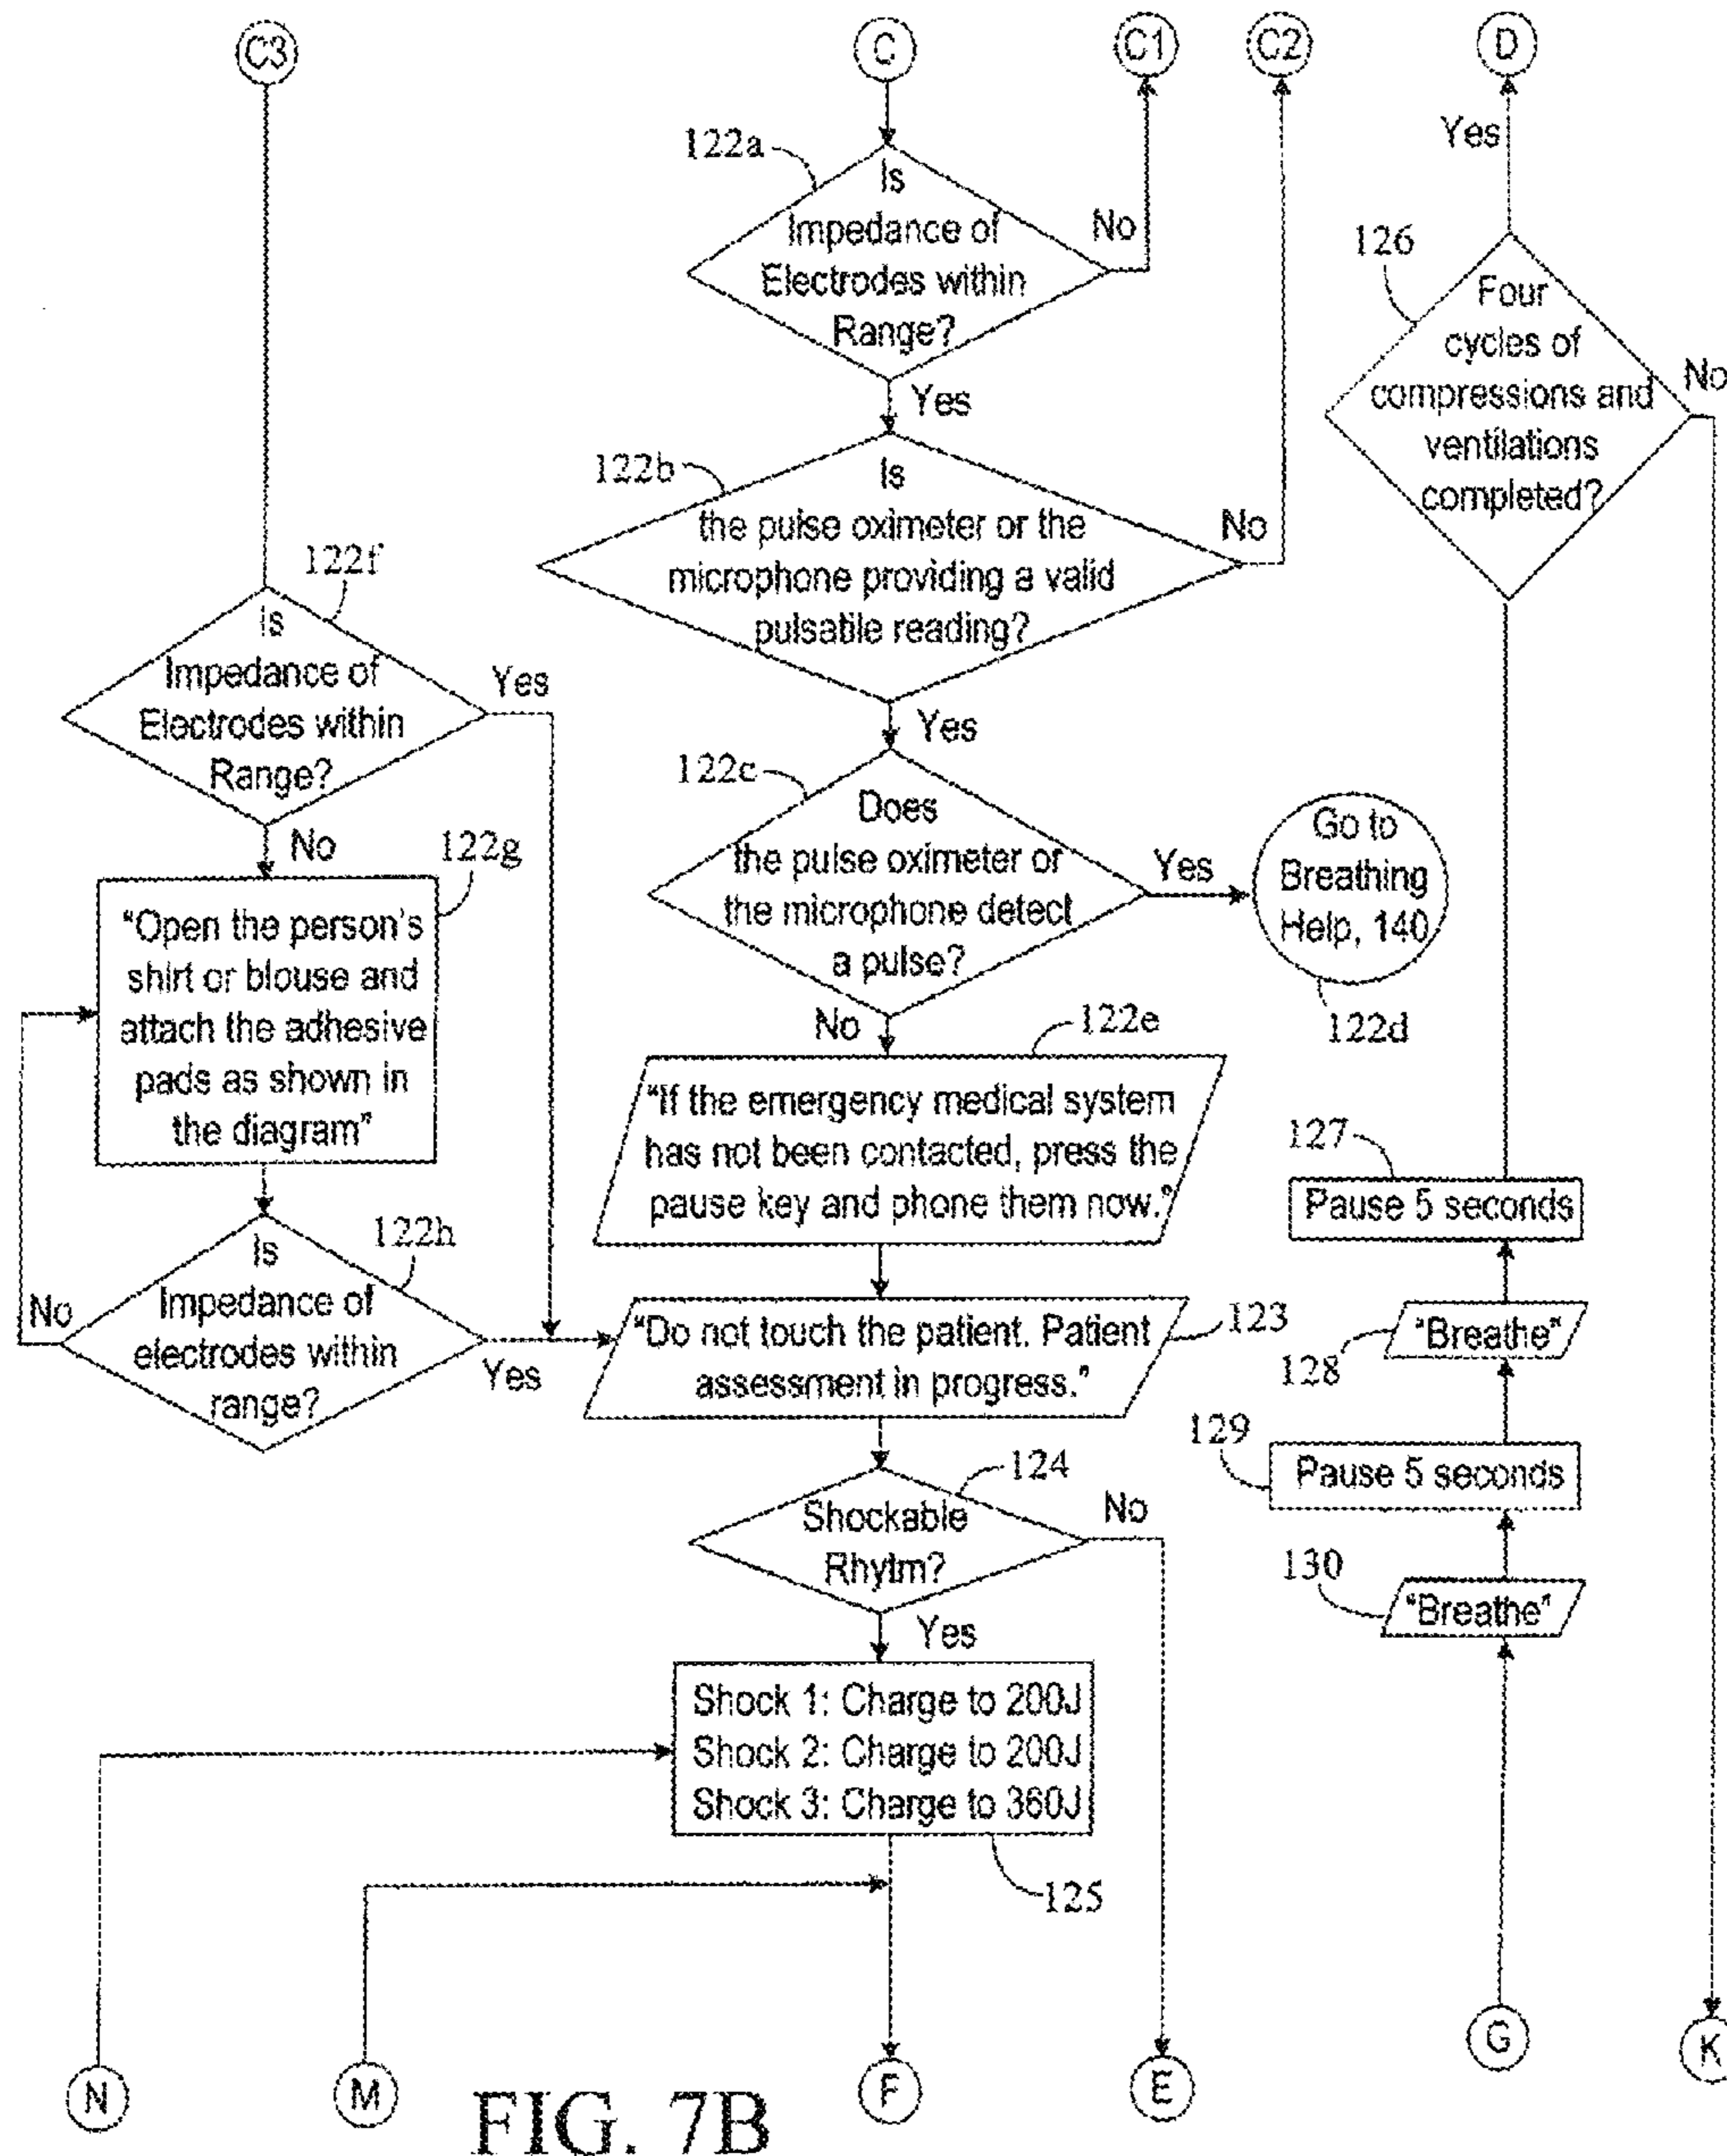 C3
C
C1
C2
D
Yes
122a
Is
Impedance of
Electrodes within
Range?
No
Yes
126
Four
cycles of
compressions and
ventilations
completed?
No
122b
Is
the pulse oximeter or the
microphone providing a valid
pulsatile reading?
No
Yes
122f
Is
Impedance of
Electrodes within
Range?
Yes
No
122c
Does
the pulse oximeter or
the microphone detect
a pulse?
Yes
No
Go to
Breathing
Help, 140
122d
122g
"Open the person's
shirt or blouse and
attach the adhesive
pads as shown in
the diagram"
122e
"If the emergency medical system
has not been contacted, press the
pause key and phone them now."
127
Pause 5 seconds
122h
Is
Impedance of
electrodes within
range?
No
Yes
"Do not touch the patient. Patient
assessment in progress."
123
"Breathe"
128
129
Pause 5 seconds
124
Shockable
Rhytm?
No
Yes
130
"Breathe"
Shock 1: Charge to 200J
Shock 2: Charge to 200J
Shock 3: Charge to 360J
125
N
M
F
E
G
K
FIG. 7B